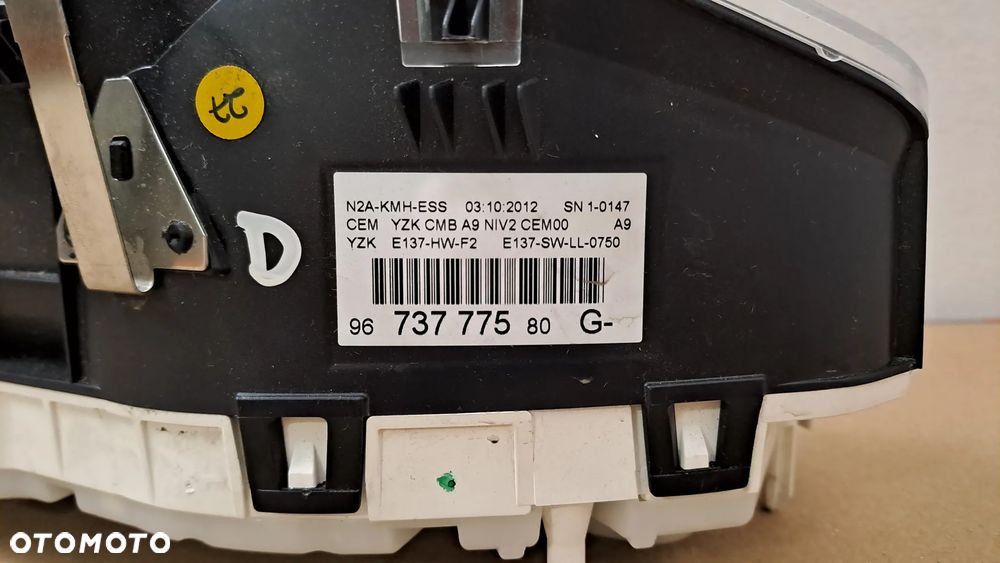 27
D
N2A-KMH-ESS 03:10:2012 SN 1-0147
CEM YZK CMB A9 NIV2 CEM00 A9
YZK E137-HW-F2 E137-SW-LL-0750
96 737 775 80 G-
OTOMOTO